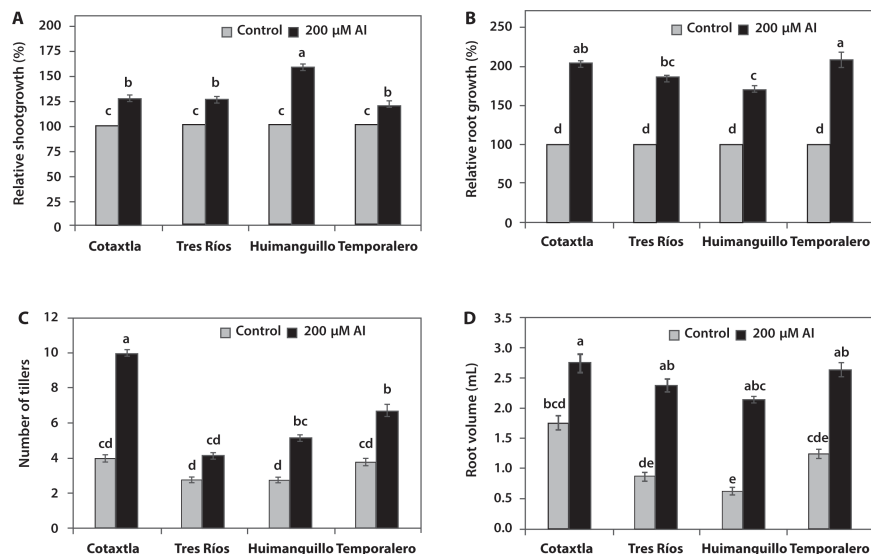 A
Control 200 µM Al
Relative shootgrowth (%)
200
175
150
125
100
75
50
25
0
c b c b c a c b
Cotaxtla Tres Ríos Huimanguillo Temporalero
B
Control 200 µM Al
Relative root growth (%)
250
200
150
100
50
0
d ab d bc d c d a
Cotaxtla Tres Ríos Huimanguillo Temporalero
C
Control 200 µM Al
Number of tillers
12
10
8
6
4
2
0
cd a d cd d bc cd b
Cotaxtla Tres Ríos Huimanguillo Temporalero
D
Control 200 µM Al
Root volume (mL)
3.5
3.0
2.5
2.0
1.5
1.0
0.5
0.0
bcd a de ab e abc cde ab
Cotaxtla Tres Ríos Huimanguillo Temporalero